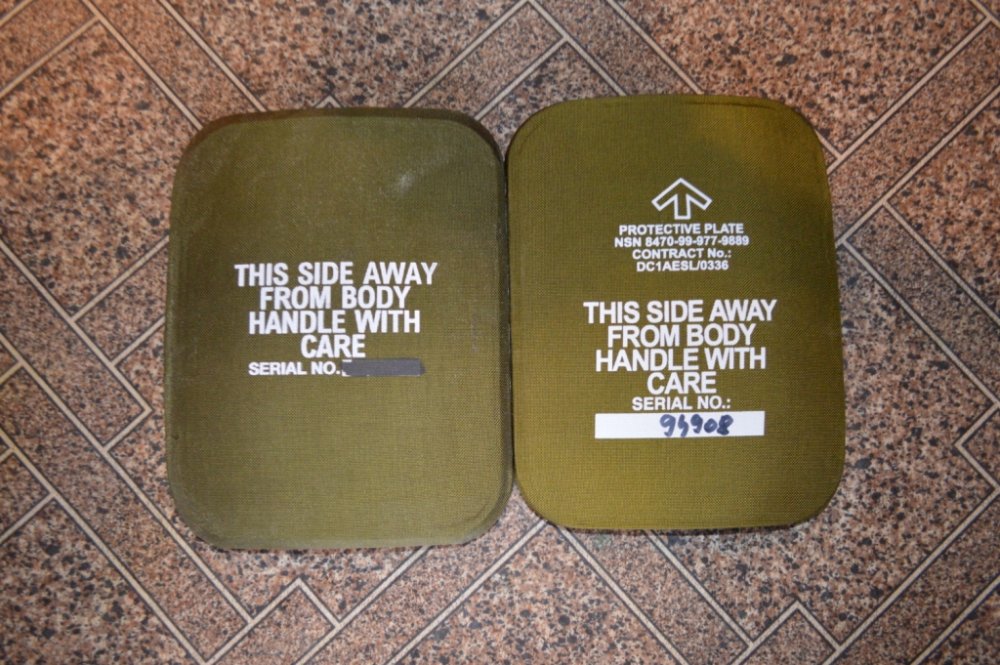 THIS SIDE AWAY
FROM BODY
HANDLE WITH
CARE
SERIAL NO.
PROTECTIVE PLATE
NSN 8470-99-977-9889
CONTRACT No.:
DC1AESL/0336
THIS SIDE AWAY
FROM BODY
HANDLE WITH
CARE
SERIAL NO.:
94908